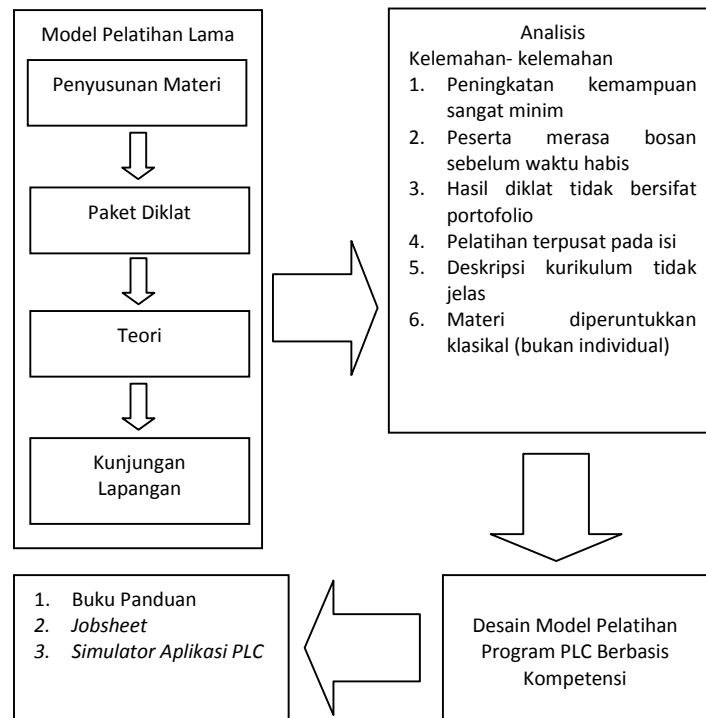 Model Pelatihan Lama
Penyusunan Materi
Paket Diklat
Teori
Kunjungan
Lapangan
Analisis
Kelemahan- kelemahan
1. Peningkatan kemampuan
sangat minim
2. Peserta merasa bosan
sebelum waktu habis
3. Hasil diklat tidak bersifat
portofolio
4. Pelatihan terpusat pada isi
5. Deskripsi kurikulum tidak
jelas
6. Materi diperuntukkan
klasikal (bukan individual)
Desain Model Pelatihan
Program PLC Berbasis
Kompetensi
1. Buku Panduan
2. Jobsheet
3. Simulator Aplikasi PLC